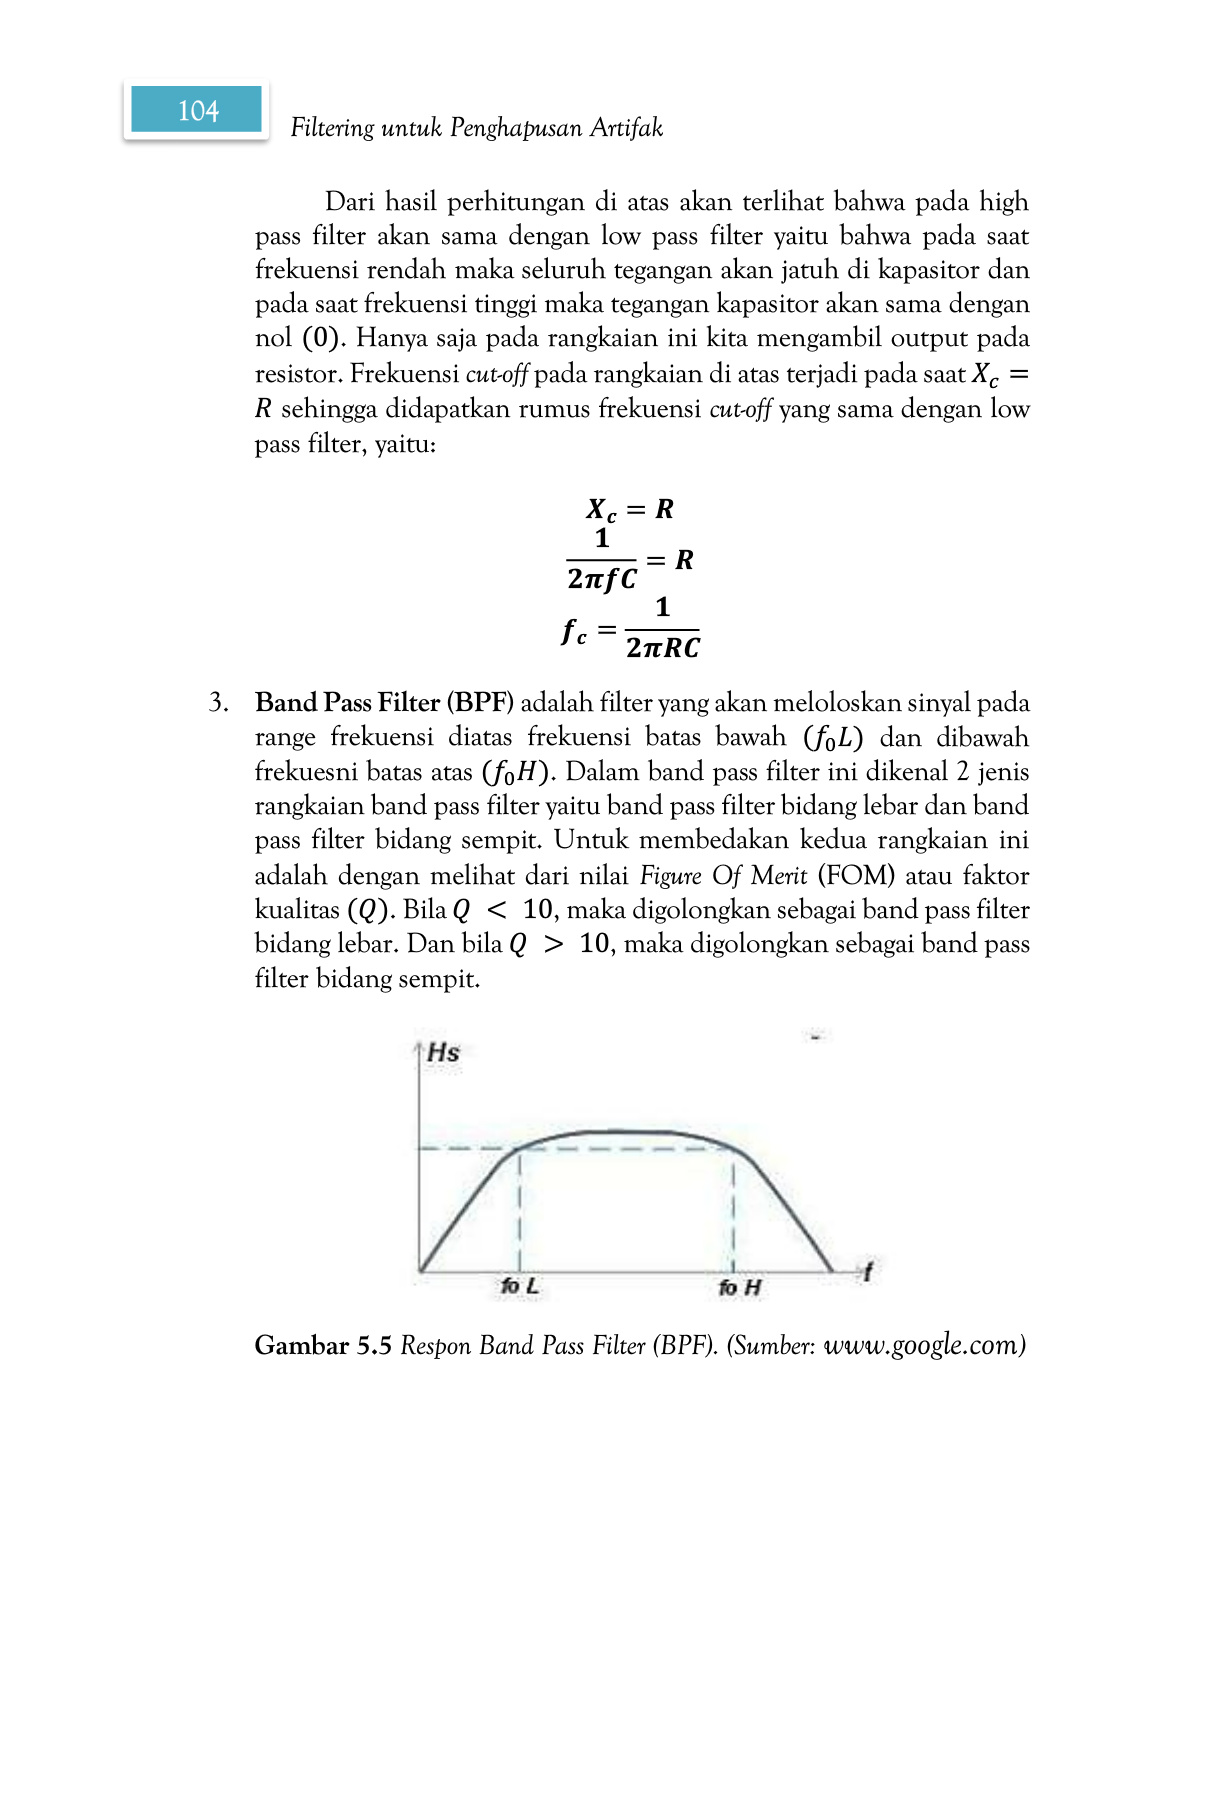 104
Filtering untuk Penghapusan Artifak
Dari hasil perhitungan di atas akan terlihat bahwa pada high
pass filter akan sama dengan low pass filter yaitu bahwa pada saat
frekuensi rendah maka seluruh tegangan akan jatuh di kapasitor dan
pada saat frekuensi tinggi maka tegangan kapasitor akan sama dengan
nol (0). Hanya saja pada rangkaian ini kita mengambil output pada
resistor. Frekuensi cut-off pada rangkaian di atas terjadi pada saat X_c =
R sehingga didapatkan rumus frekuensi cut-off yang sama dengan low
pass filter, yaitu:
X_c = R
1/(2πfC) = R
f_c = 1/(2πRC)
3. Band Pass Filter (BPF) adalah filter yang akan meloloskan sinyal pada
range frekuensi diatas frekuensi batas bawah (f₀L) dan dibawah
frekuesni batas atas (f₀H). Dalam band pass filter ini dikenal 2 jenis
rangkaian band pass filter yaitu band pass filter bidang lebar dan band
pass filter bidang sempit. Untuk membedakan kedua rangkaian ini
adalah dengan melihat dari nilai Figure Of Merit (FOM) atau faktor
kualitas (Q). Bila Q < 10, maka digolongkan sebagai band pass filter
bidang lebar. Dan bila Q > 10, maka digolongkan sebagai band pass
filter bidang sempit.
Hs
f
fo L fo H
Gambar 5.5 Respon Band Pass Filter (BPF). (Sumber: www.google.com)